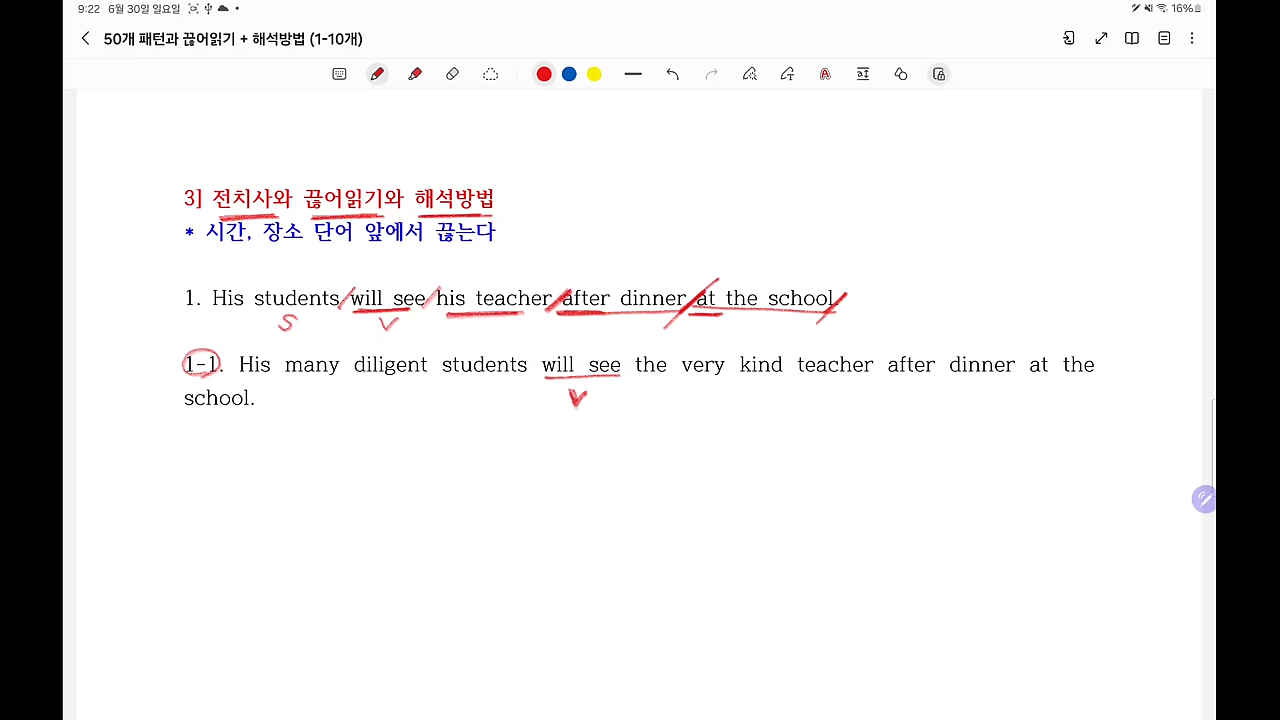 9:22 6월 30일 일요일 16%
50개 패턴과 끊어읽기 + 해석방법 (1-10개)
3] 전치사와 끊어읽기와 해석방법
* 시간, 장소 단어 앞에서 끊는다
1. His students will see his teacher after dinner at the school.
S V
1-1. His many diligent students will see the very kind teacher after dinner at the
V
school.